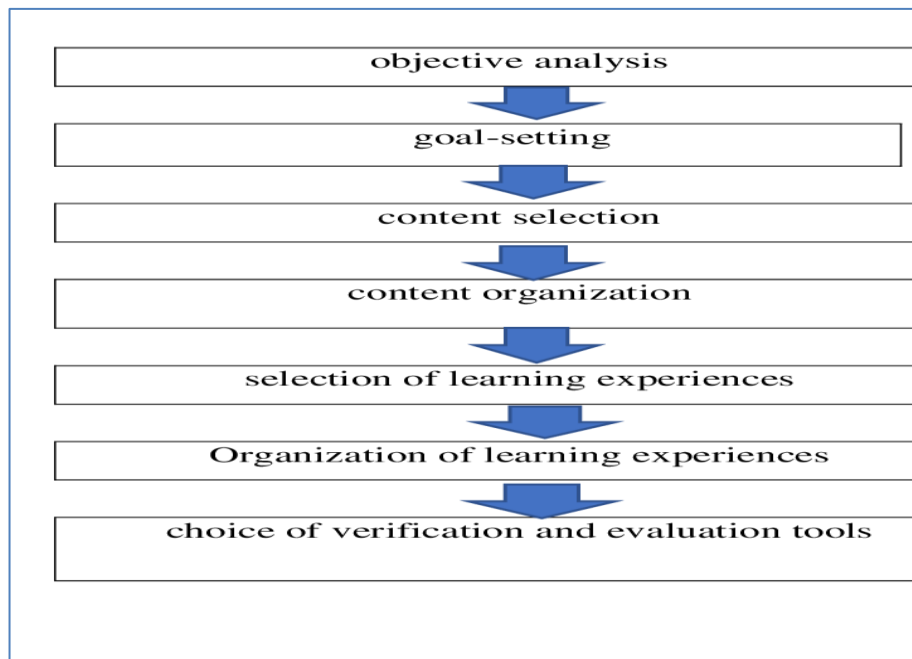 objective analysis
goal-setting
content selection
content organization
selection of learning experiences
Organization of learning experiences
choice of verification and evaluation tools